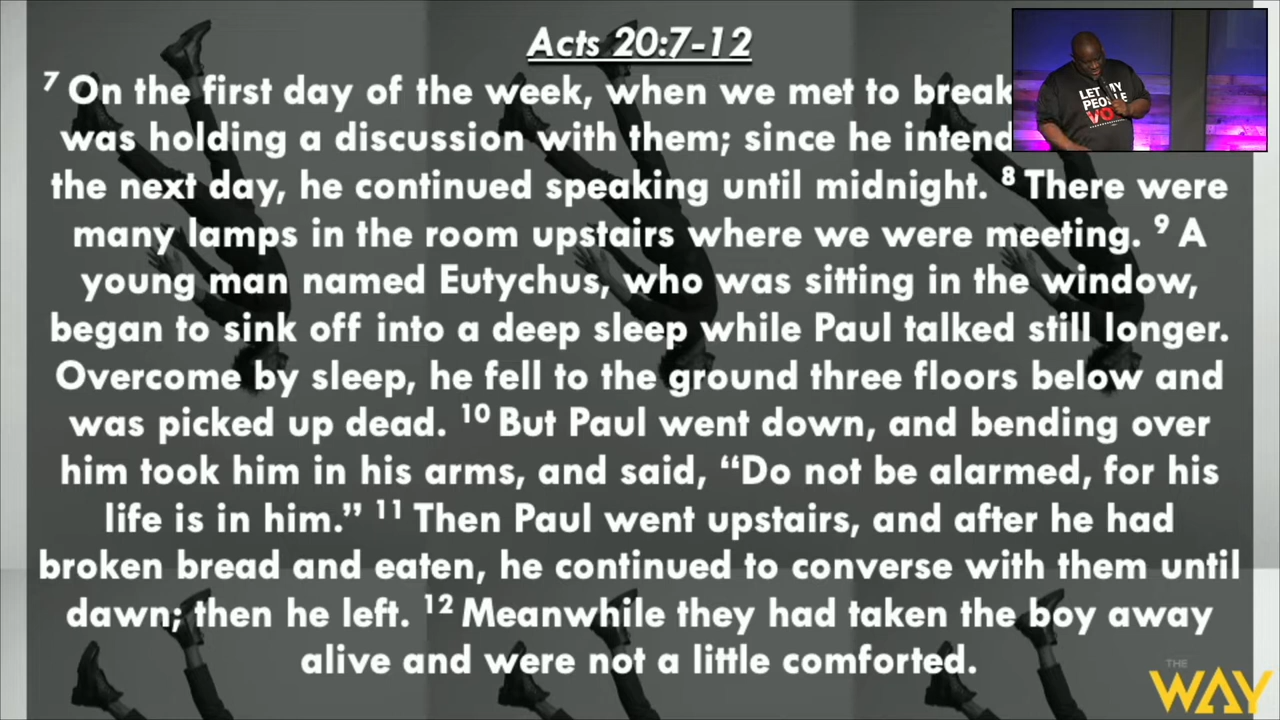 Acts 20:7-12
7 On the first day of the week, when we met to break
was holding a discussion with them; since he intend
the next day, he continued speaking until midnight. 8 There were
many lamps in the room upstairs where we were meeting. 9 A
young man named Eutychus, who was sitting in the window,
began to sink off into a deep sleep while Paul talked still longer.
Overcome by sleep, he fell to the ground three floors below and
was picked up dead. 10 But Paul went down, and bending over
him took him in his arms, and said, “Do not be alarmed, for his
life is in him.” 11 Then Paul went upstairs, and after he had
broken bread and eaten, he continued to converse with them until
dawn; then he left. 12 Meanwhile they had taken the boy away
alive and were not a little comforted.
LET MY
PEOPLE
VOTE
THE
WAY